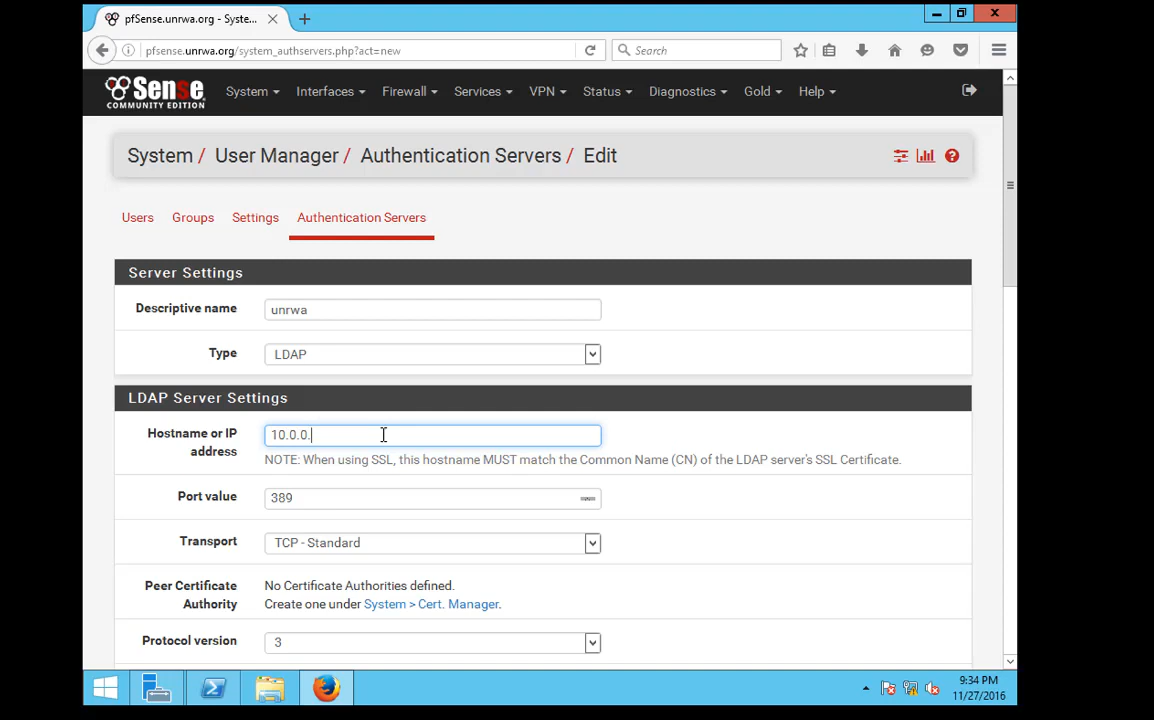 pfSense.unrwa.org - Syste...
pfsense.unrwa.org/system_authservers.php?act=new
Search
Sense
COMMUNITY EDITION
System
Interfaces
Firewall
Services
VPN
Status
Diagnostics
Gold
Help
System / User Manager / Authentication Servers / Edit
Users
Groups
Settings
Authentication Servers
Server Settings
Descriptive name
unrwa
Type
LDAP
LDAP Server Settings
Hostname or IP
address
10.0.0.
NOTE: When using SSL, this hostname MUST match the Common Name (CN) of the LDAP server's SSL Certificate.
Port value
389
Transport
TCP - Standard
Peer Certificate
Authority
No Certificate Authorities defined.
Create one under System > Cert. Manager.
Protocol version
3
9:34 PM
11/27/2016